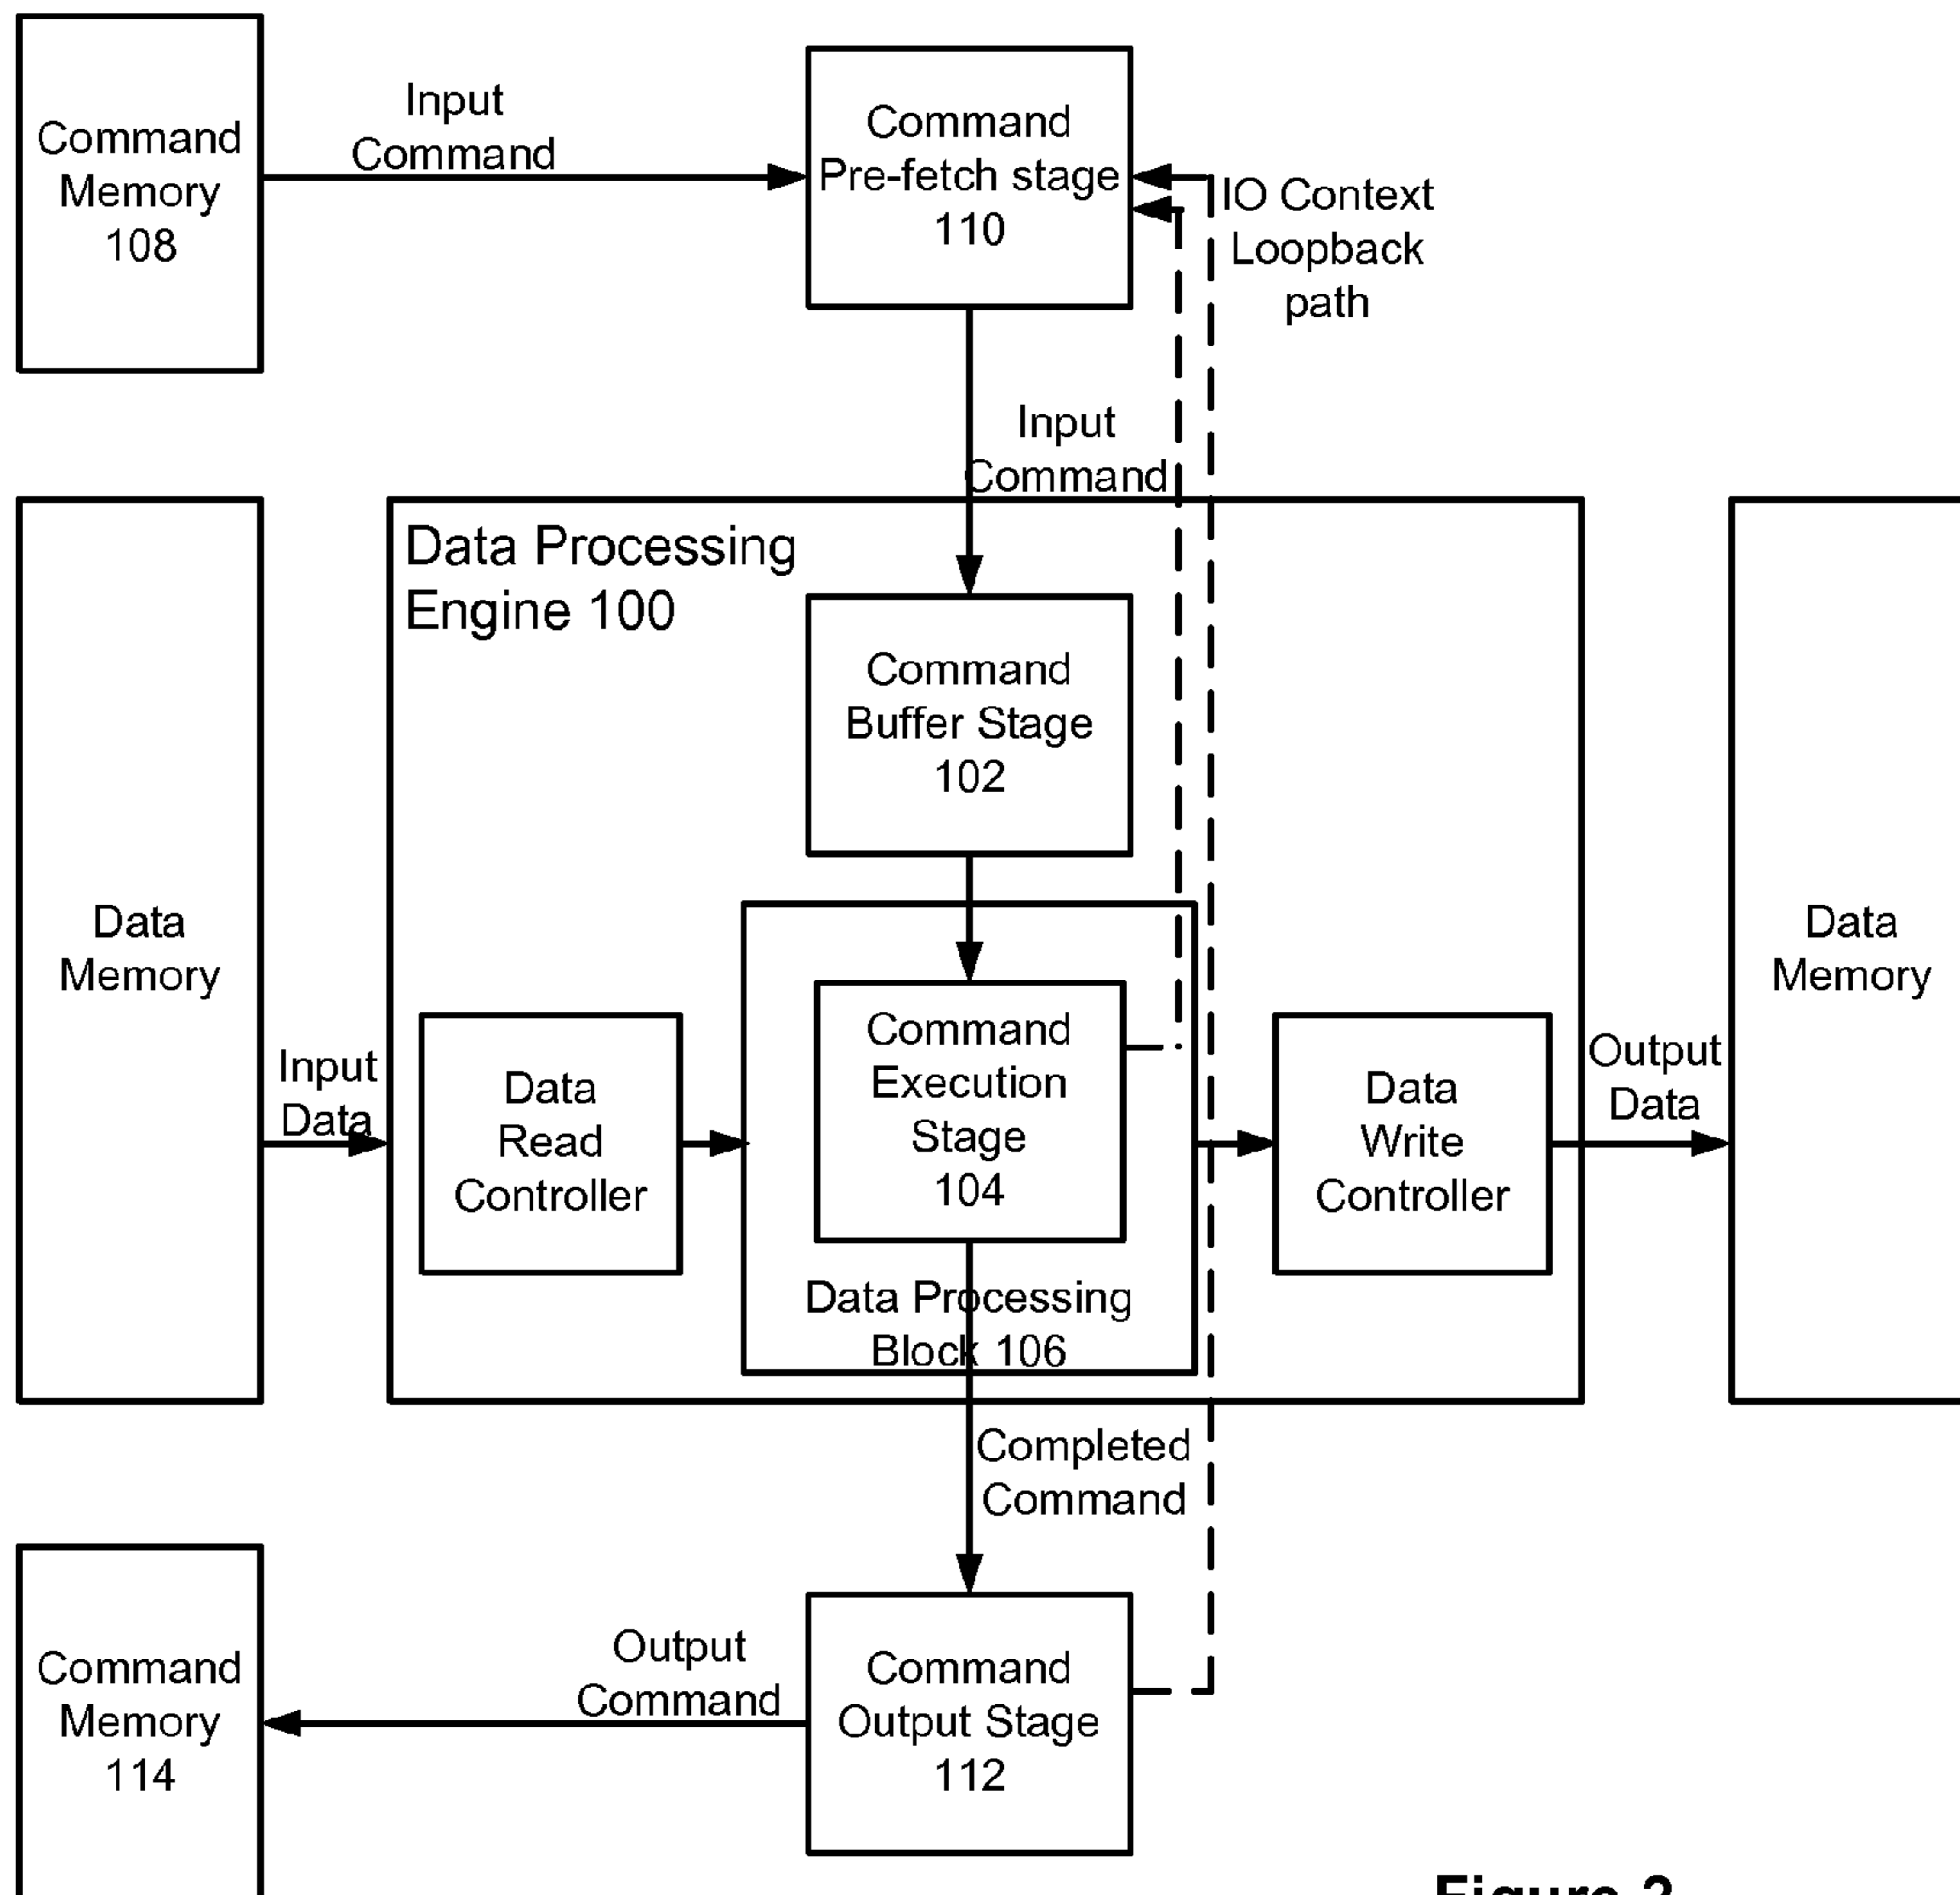 Command
Memory
108
Input
Command
Command
Pre-fetch stage
110
IO Context
Loopback
path
Input
Command
Data Processing
Engine 100
Command
Buffer Stage
102
Data
Memory
Input
Data
Data
Read
Controller
Command
Execution
Stage
104
Data Processing
Block 106
Data
Write
Controller
Output
Data
Data
Memory
Completed
Command
Command
Memory
114
Output
Command
Command
Output Stage
112
Figure 2